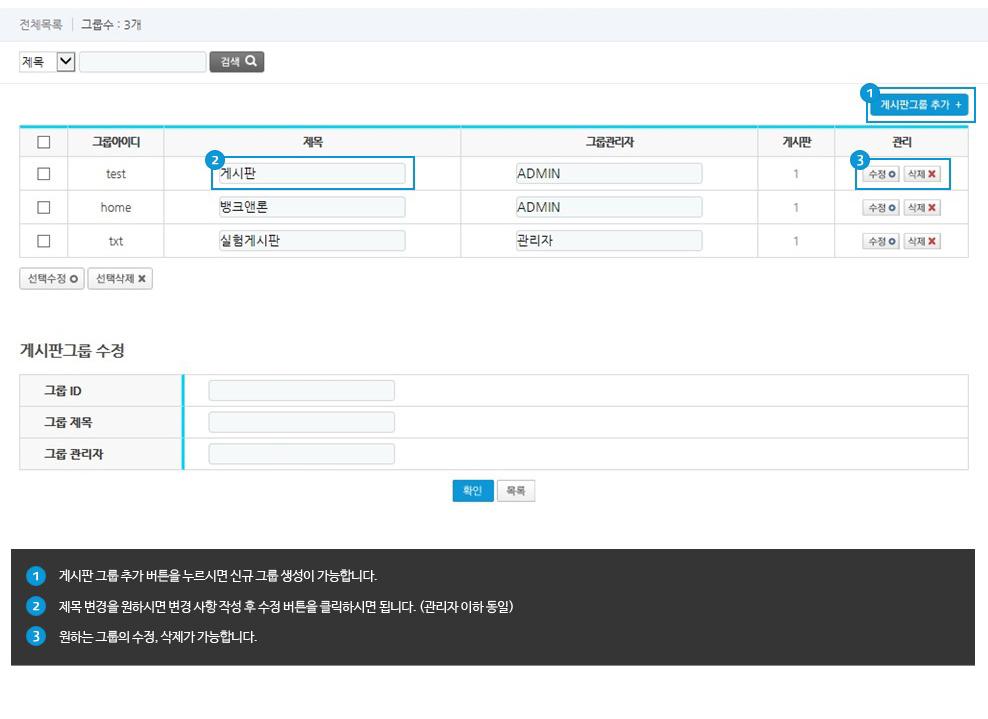 전체목록 | 그룹수 : 3개
제목 검색
1
게시판그룹 추가 +
그룹아이디 제목 그룹관리자 게시판 관리
2 3
test 게시판 ADMIN 1 수정 삭제
home 뱅크앤론 ADMIN 1 수정 삭제
txt 실험게시판 관리자 1 수정 삭제
선택수정 선택삭제
게시판그룹 수정
그룹 ID
그룹 제목
그룹 관리자
확인 목록
1 게시판 그룹 추가 버튼을 누르시면 신규 그룹 생성이 가능합니다.
2 제목 변경을 원하시면 변경 사항 작성 후 수정 버튼을 클릭하시면 됩니다. (관리자 이하 동일)
3 원하는 그룹의 수정, 삭제가 가능합니다.